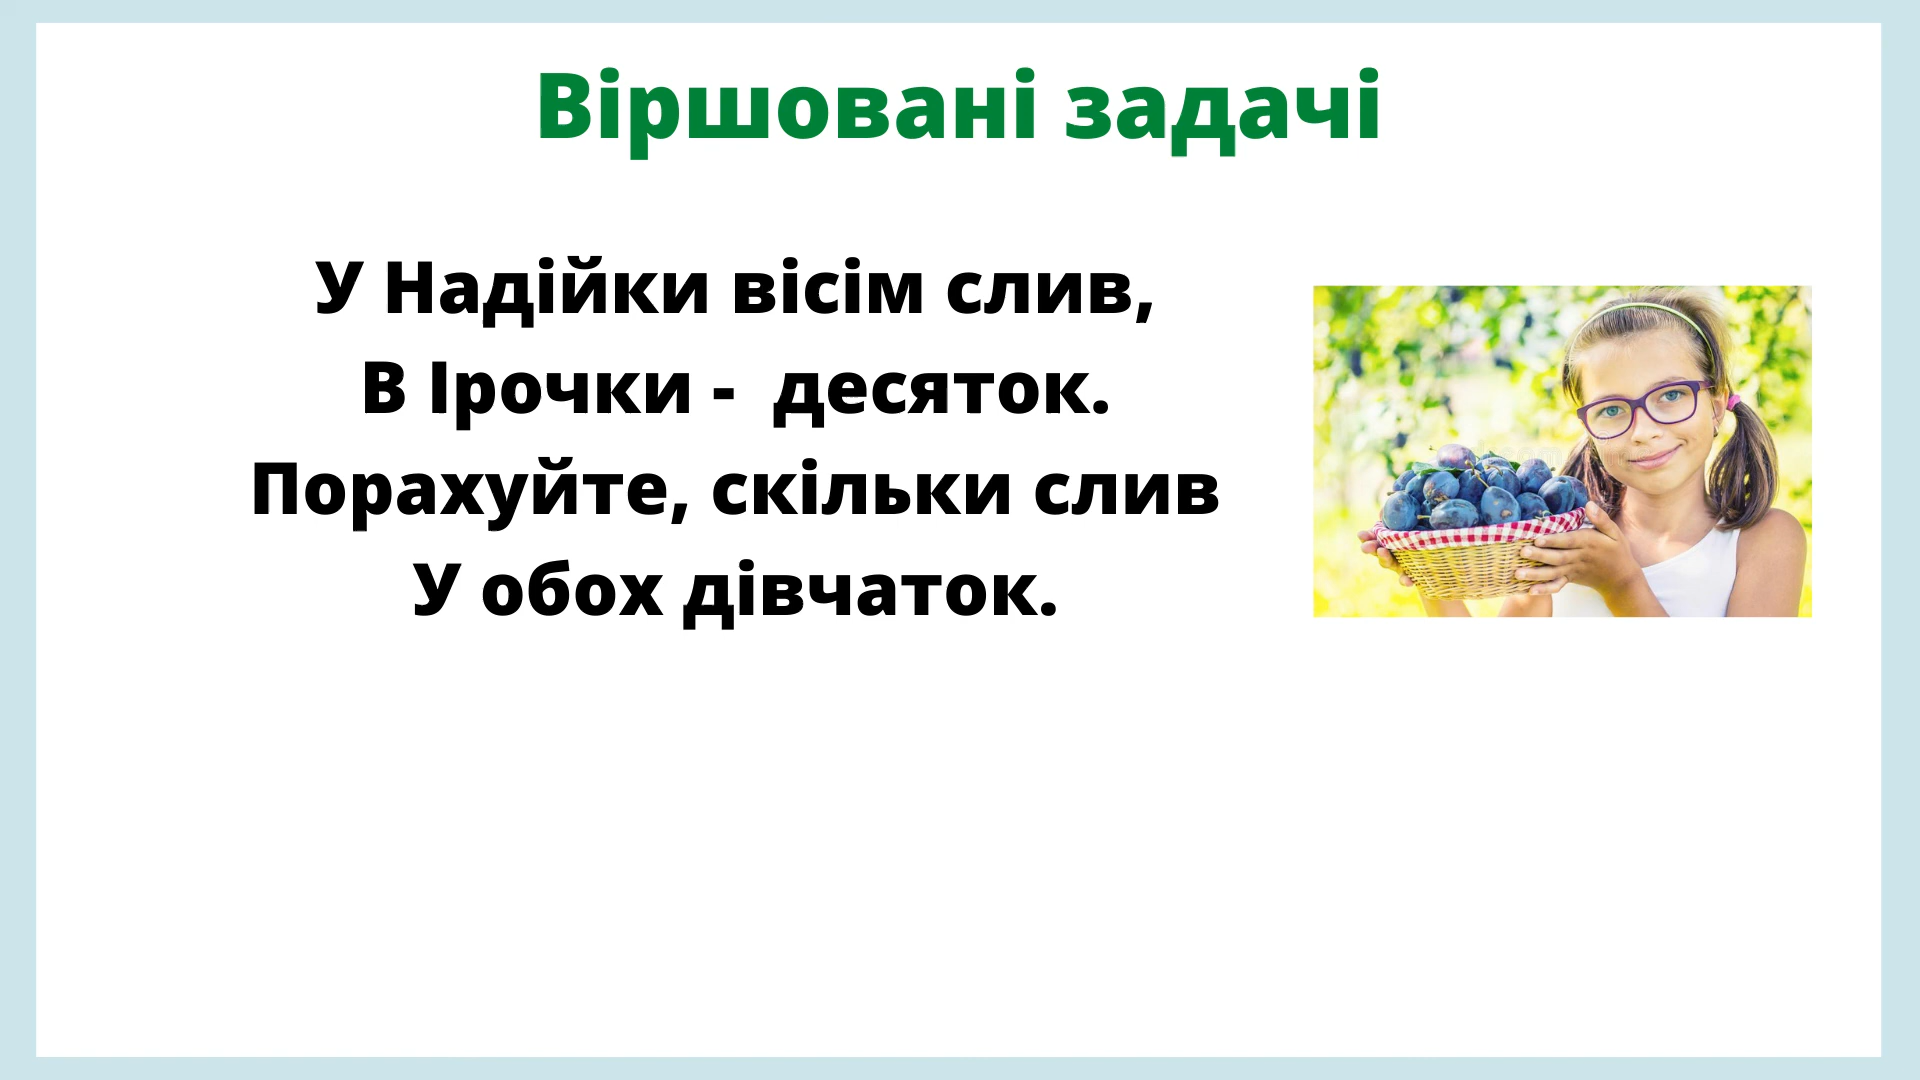 Віршовані задачі
У Надійки вісім слив,
В Ірочки - десяток.
Порахуйте, скільки слив
У обох дівчаток.